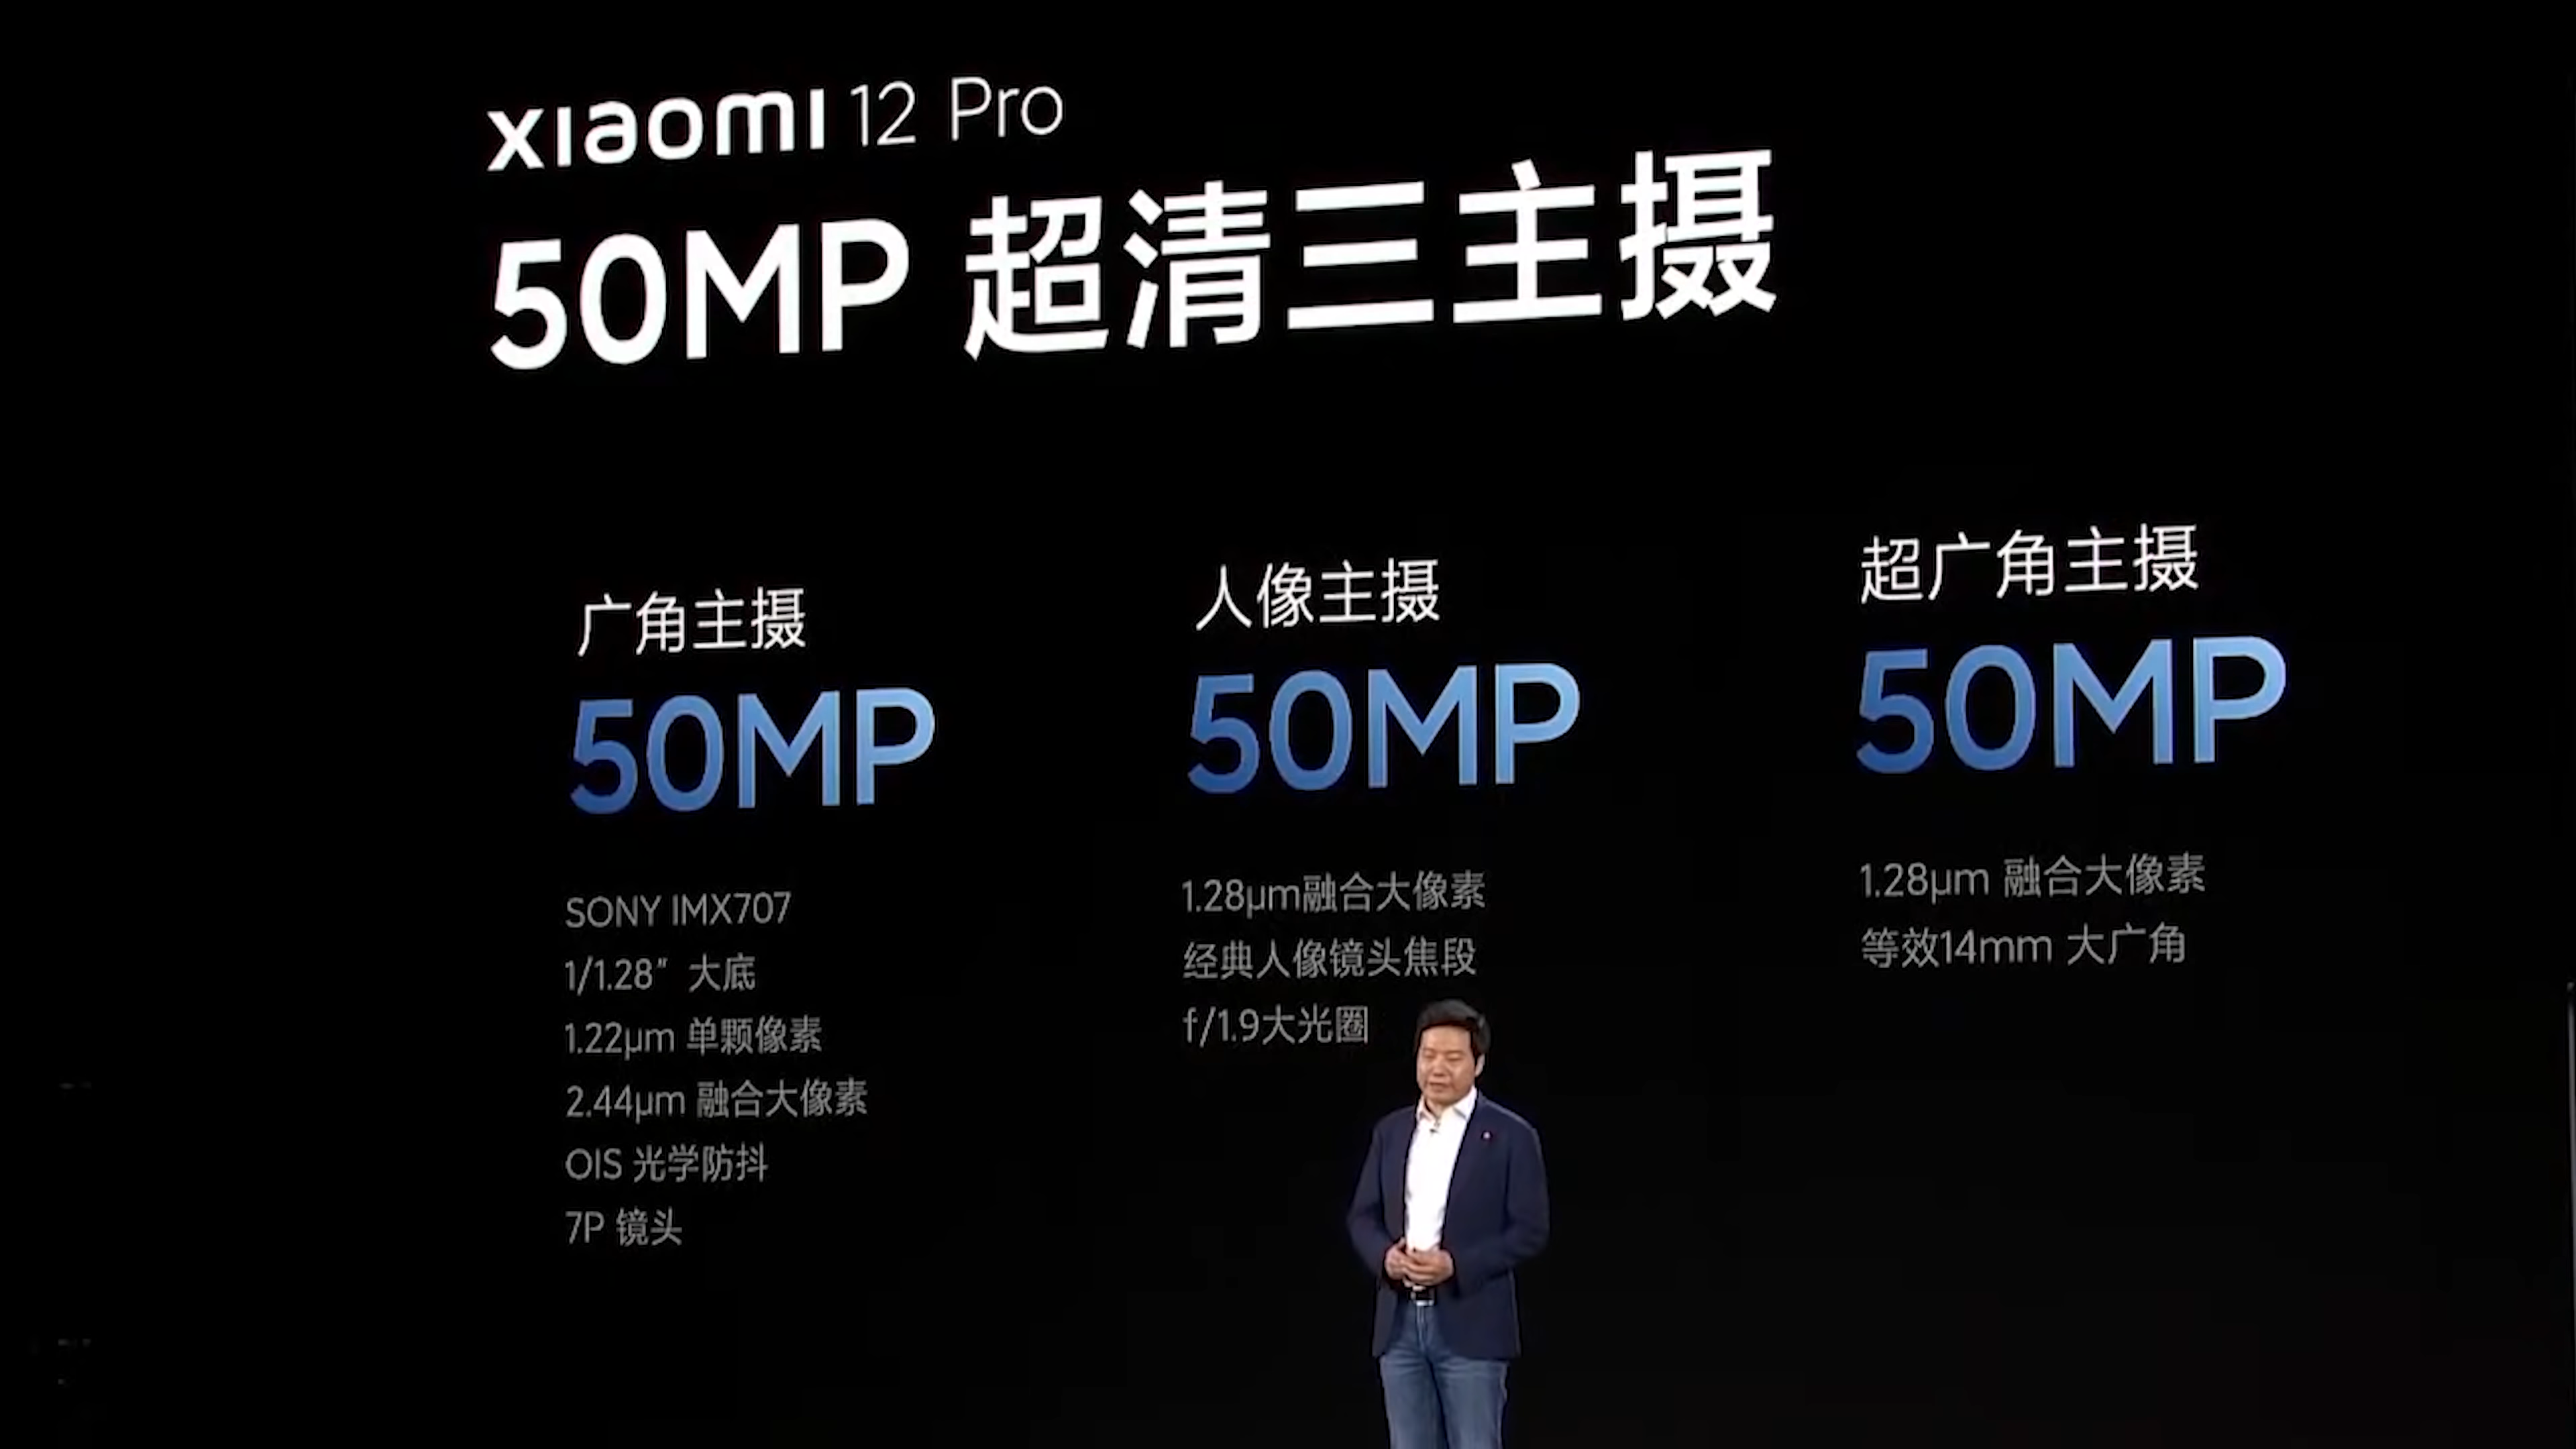 xiaomi 12 Pro
50MP 超清三主摄
广角主摄
50MP
SONY IMX707
1/1.28″ 大底
1.22μm 单颗像素
2.44μm 融合大像素
OIS 光学防抖
7P 镜头
人像主摄
50MP
1.28μm融合大像素
经典人像镜头焦段
f/1.9大光圈
超广角主摄
50MP
1.28μm 融合大像素
等效14mm 大广角